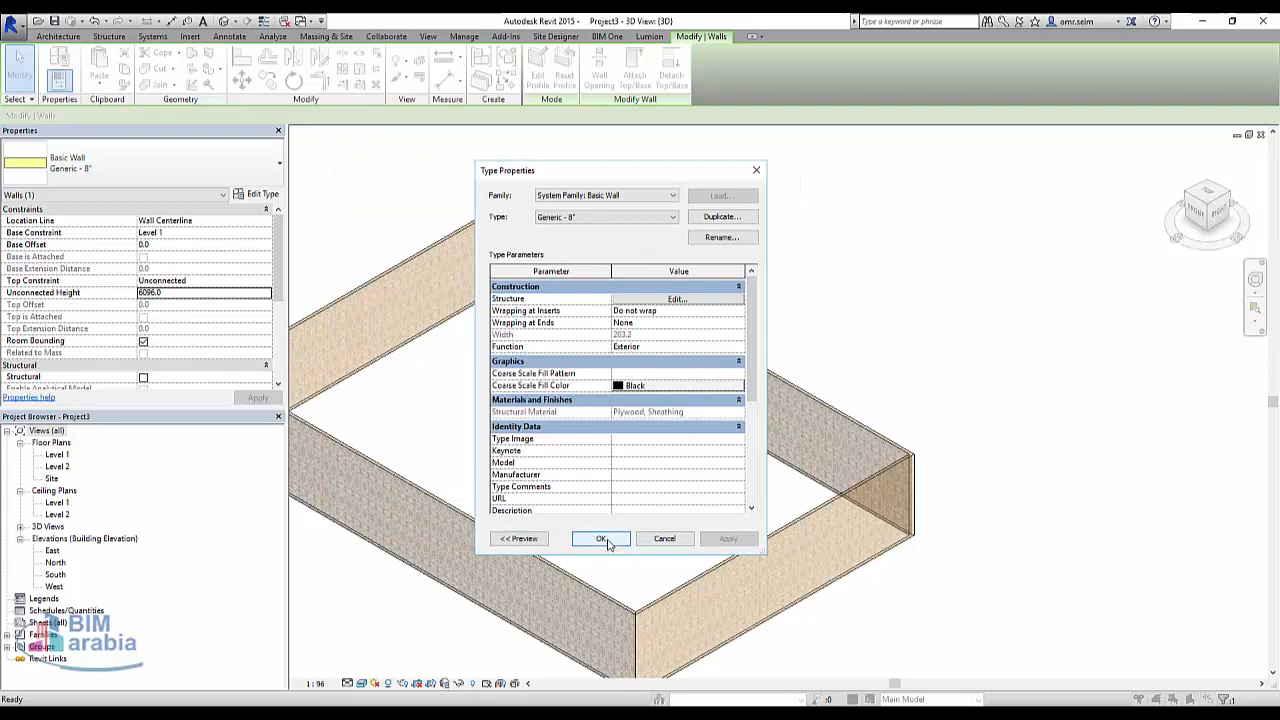 Autodesk Revit 2015 - Project3 - 3D View: {3D}
Type a keyword or phrase
omr.selm
Architecture Structure Systems Insert Annotate Analyze Massing & Site Collaborate View Manage Add-Ins Site Designer BIM One Lumion Modify | Walls
Modify
Paste
Cope
Cut
Join
Edit Profile
Reset Profile
Wall Opening
Attach Top/Base
Detach Top/Base
Select Properties Clipboard Geometry Modify View Measure Create Mode Modify Wall
Modify | Walls
Properties
Basic Wall
Generic - 8"
Walls (1)
Edit Type
Constraints
Location Line Wall Centerline
Base Constraint Level 1
Base Offset 0.0
Base is Attached
Base Extension Distance 0.0
Top Constraint Unconnected
Unconnected Height 6096.0
Top Offset 0.0
Top is Attached
Top Extension Distance 0.0
Room Bounding
Related to Mass
Structural
Structural
Enable Analytical Model
Properties help
Apply
Project Browser - Project3
Views (all)
Floor Plans
Level 1
Level 2
Site
Ceiling Plans
Level 1
Level 2
3D Views
Elevations (Building Elevation)
East
North
South
West
Legends
Schedules/Quantities
Sheets (all)
Families
Groups
Revit Links
BIM
arabia
Type Properties
Family: System Family: Basic Wall Load...
Type: Generic - 8" Duplicate...
Rename...
Type Parameters
Parameter Value
Construction
Structure Edit...
Wrapping at Inserts Do not wrap
Wrapping at Ends None
Width 203.2
Function Exterior
Graphics
Coarse Scale Fill Pattern
Coarse Scale Fill Color Black
Materials and Finishes
Structural Material Plywood, Sheathing
Identity Data
Type Image
Keynote
Model
Manufacturer
Type Comments
URL
Description
<< Preview OK Cancel Apply
TOP
FRONT
RIGHT
1 : 96
Ready
:0
Main Model
:1